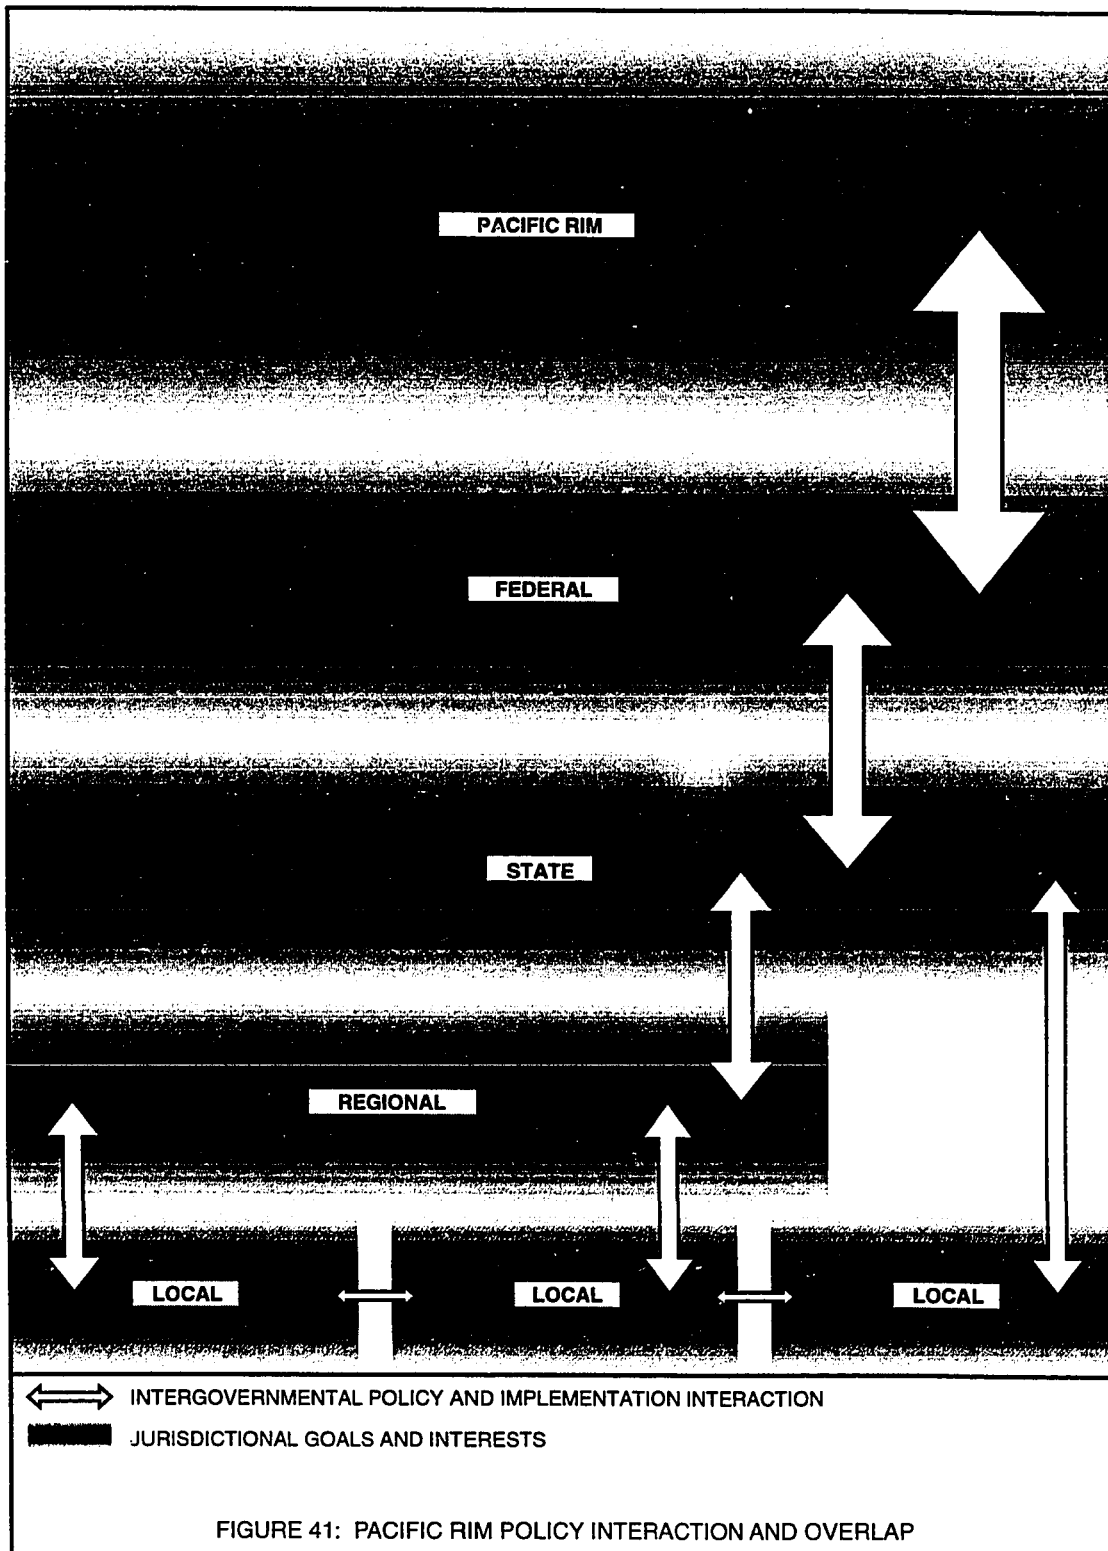 PACIFIC RIM
FEDERAL
STATE
REGIONAL
LOCAL LOCAL LOCAL
INTERGOVERNMENTAL POLICY AND IMPLEMENTATION INTERACTION
JURISDICTIONAL GOALS AND INTERESTS
FIGURE 41: PACIFIC RIM POLICY INTERACTION AND OVERLAP